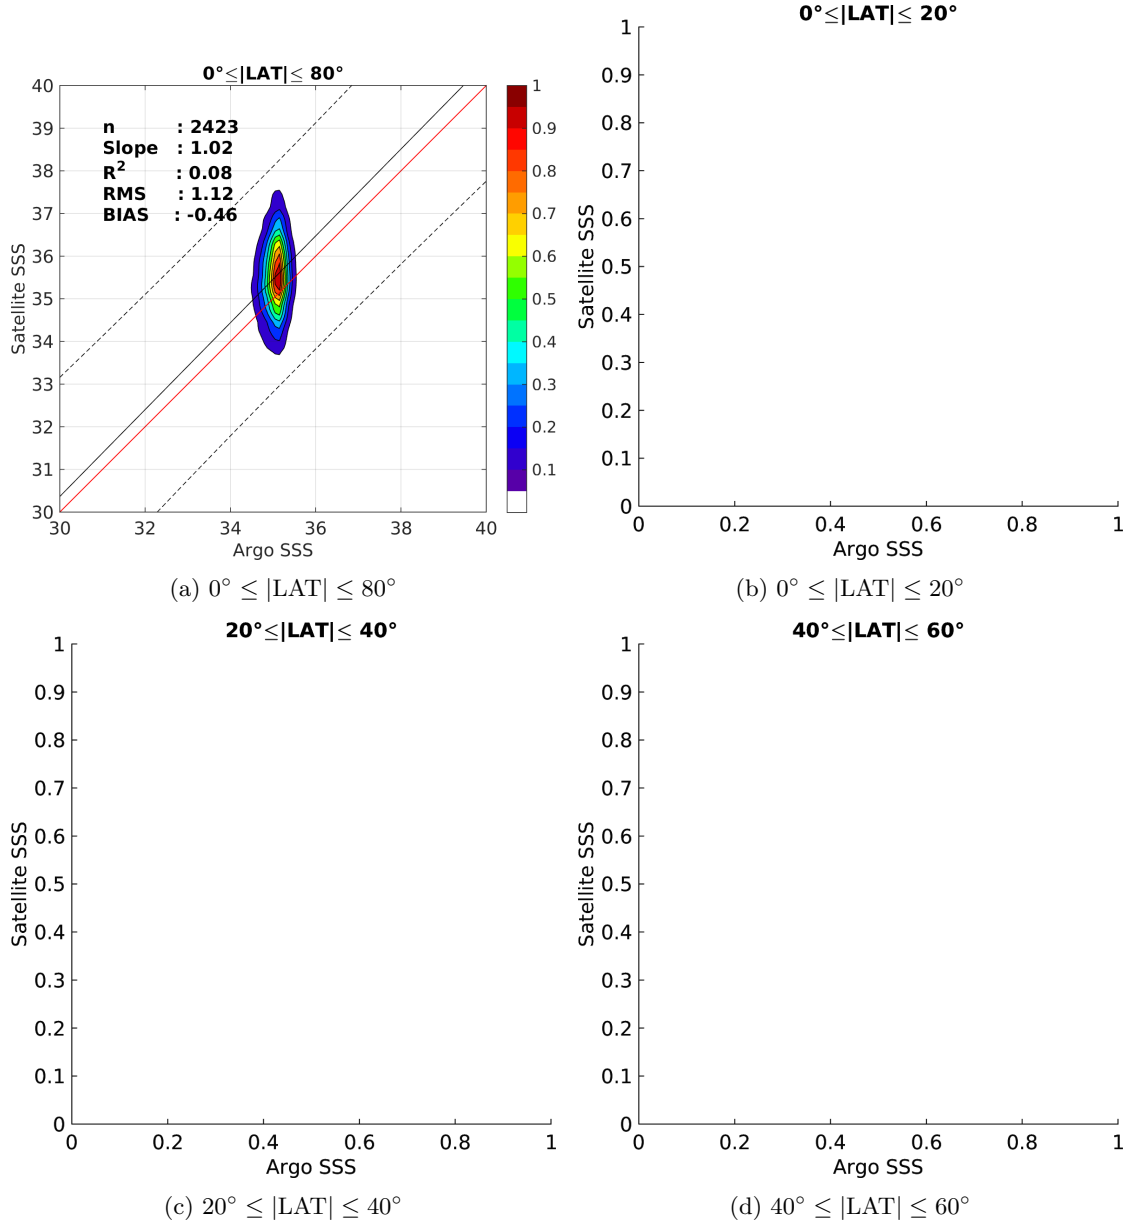 0°≤|LAT|≤ 80°
40
39
38
37
36
35
34
33
32
31
30
n : 2423
Slope : 1.02
R² : 0.08
RMS : 1.12
BIAS : -0.46
Satellite SSS
30 32 34 36 38 40
Argo SSS
1
0.9
0.8
0.7
0.6
0.5
0.4
0.3
0.2
0.1
(a) 0° ≤ |LAT| ≤ 80°
0°≤|LAT|≤ 20°
1
0.9
0.8
0.7
0.6
0.5
0.4
0.3
0.2
0.1
0
Satellite SSS
0 0.2 0.4 0.6 0.8 1
Argo SSS
(b) 0° ≤ |LAT| ≤ 20°
20°≤|LAT|≤ 40°
1
0.9
0.8
0.7
0.6
0.5
0.4
0.3
0.2
0.1
0
Satellite SSS
0 0.2 0.4 0.6 0.8 1
Argo SSS
(c) 20° ≤ |LAT| ≤ 40°
40°≤|LAT|≤ 60°
1
0.9
0.8
0.7
0.6
0.5
0.4
0.3
0.2
0.1
0
Satellite SSS
0 0.2 0.4 0.6 0.8 1
Argo SSS
(d) 40° ≤ |LAT| ≤ 60°